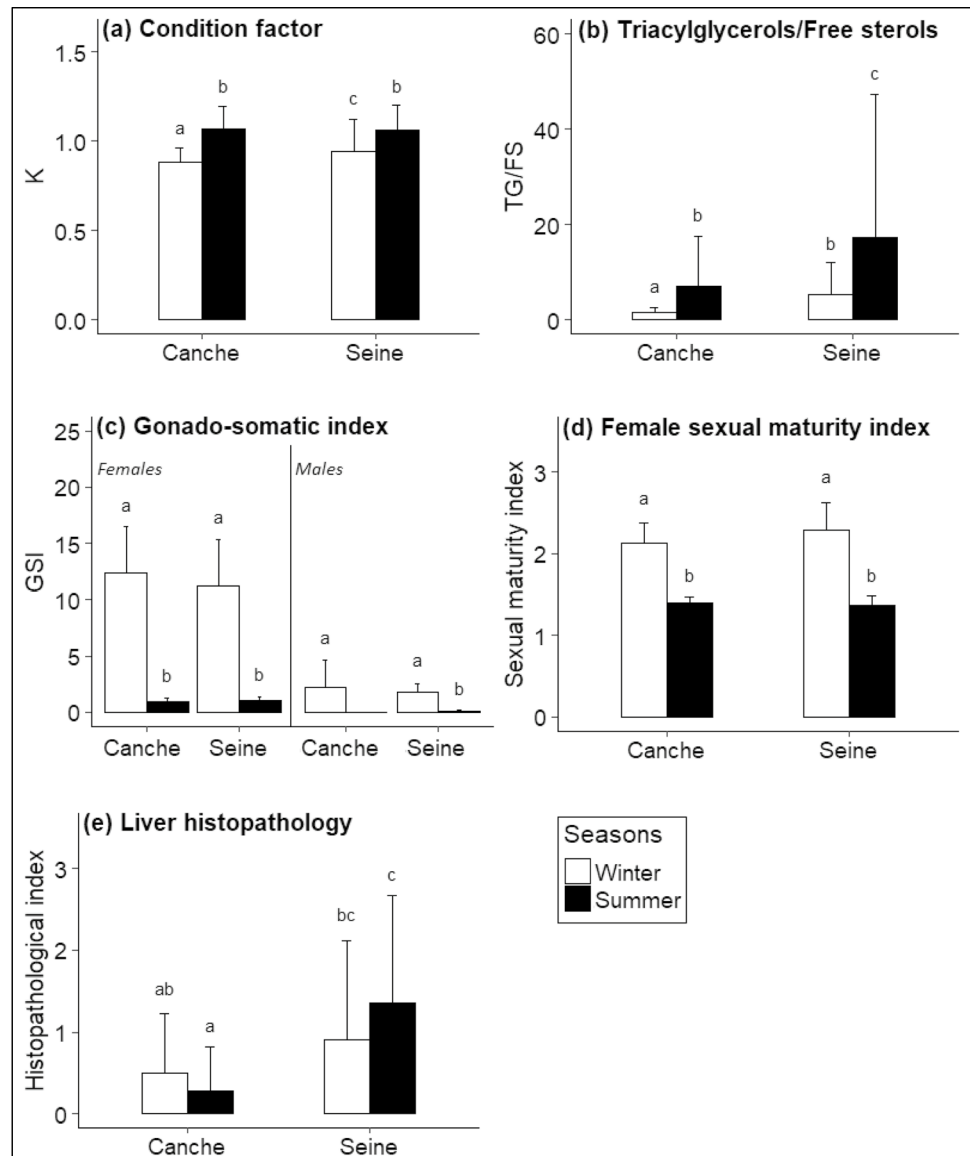 (a) Condition factor
1.5
1.0
0.5
0.0
K
a
b
c
b
Canche
Seine
(b) Triacylglycerols/Free sterols
60
40
20
0
TG/FS
a
b
b
c
Canche
Seine
(c) Gonado-somatic index
25
20
15
10
5
0
GSI
Females
Males
a
b
a
b
a
a
b
Canche
Seine
Canche
Seine
(d) Female sexual maturity index
3
2
1
0
Sexual maturity index
a
b
a
b
Canche
Seine
(e) Liver histopathology
3
2
1
0
Histopathological index
ab
a
bc
c
Canche
Seine
Seasons
Winter
Summer